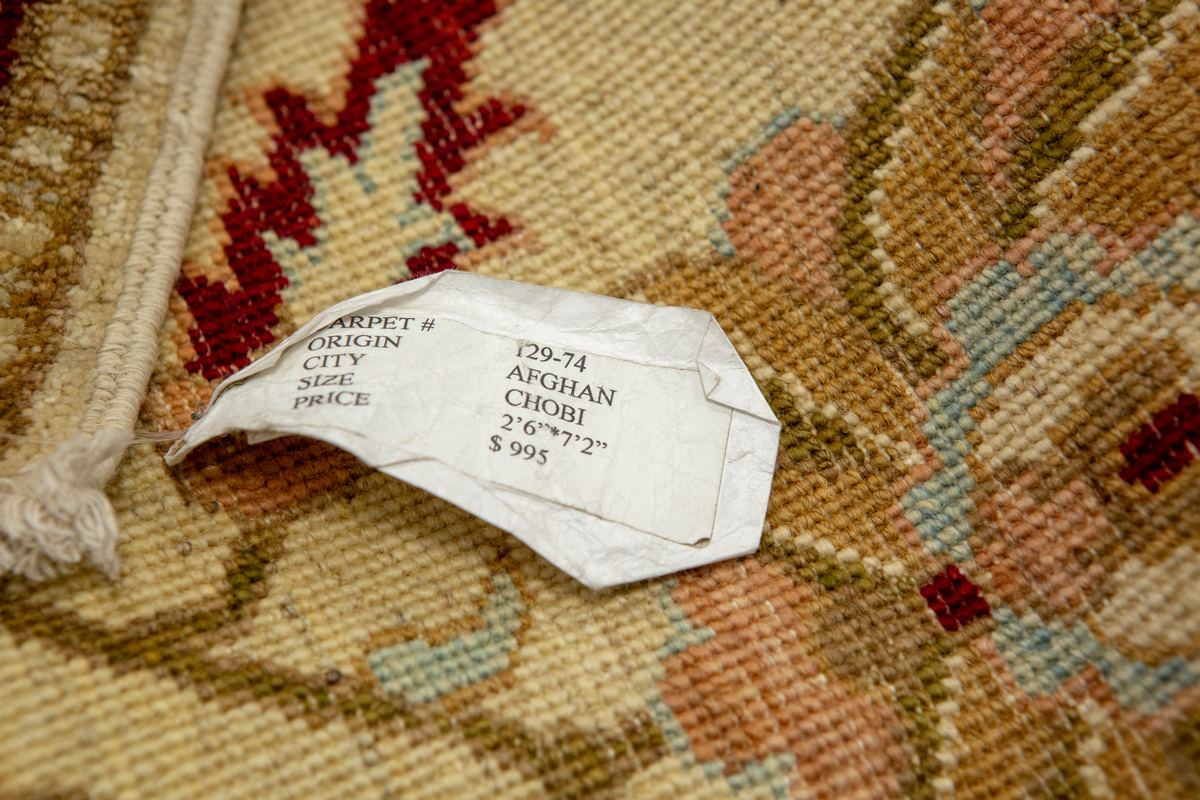 ARPET # 129-74
ORIGIN AFGHAN
CITY CHOBI
SIZE 2’6”*7’2”
PRICE $ 995